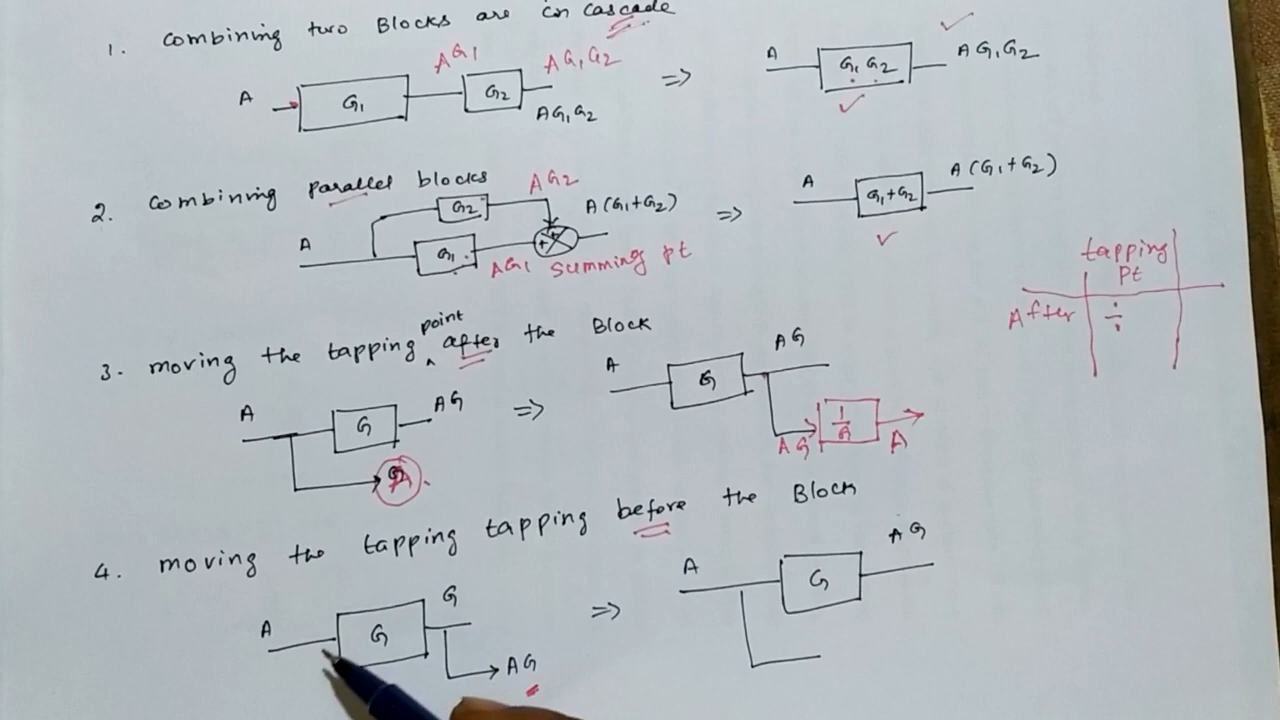 1. combining two Blocks are in cascade
AG1
AG1G2
A
G1
G2
AG1G2
=>
A
G1 G2
AG1G2
2. combining parallel blocks
AG2
G2
A(G1+G2)
A
G1
+
+
AG1 summing pt
=>
A
G1+G2
A(G1+G2)
tapping
pt
After
÷
3. moving the tapping point after the Block
A
G
AG
A
=>
A
G
AG
AG
1
G
A
4. moving the tapping tapping before the Block
A
G
G
AG
=>
A
G
AG